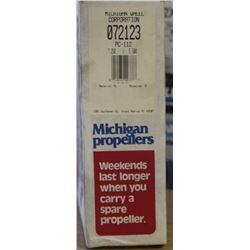 MICHIGAN WHEEL
CORPORATION
072123
PC-112
Michigan
propellers
Weekends
last longer
when you
carry a
spare
propeller.